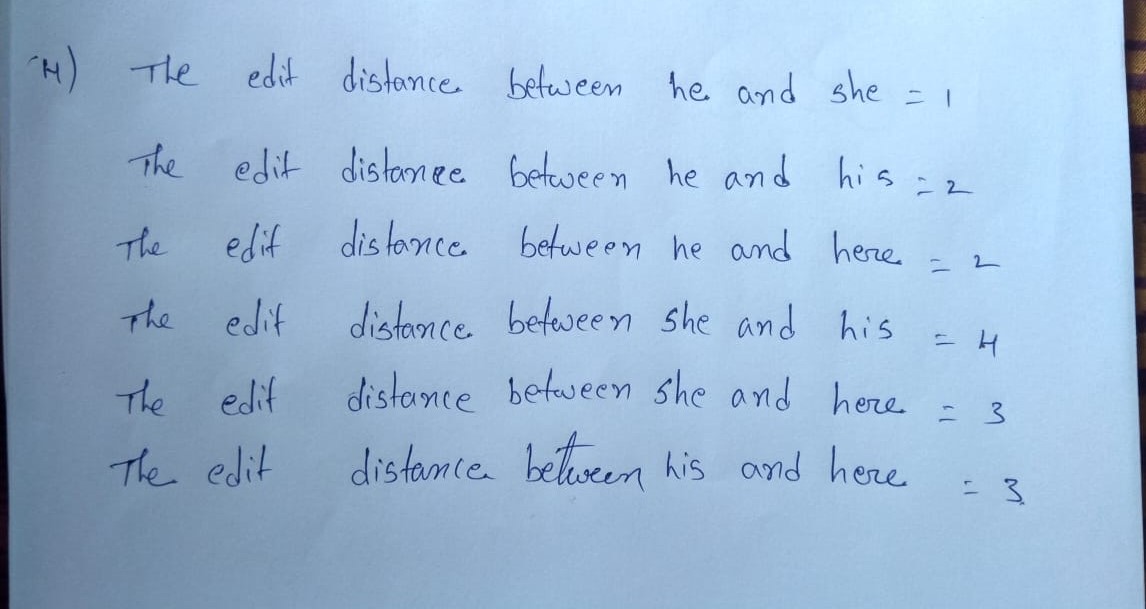 4) The edit distance between he and she = 1
The edit distance between he and his = 2
The edit distance between he and here = 2
The edit distance between she and his = 4
The edit distance between she and here = 3
The edit distance between his and here = 3